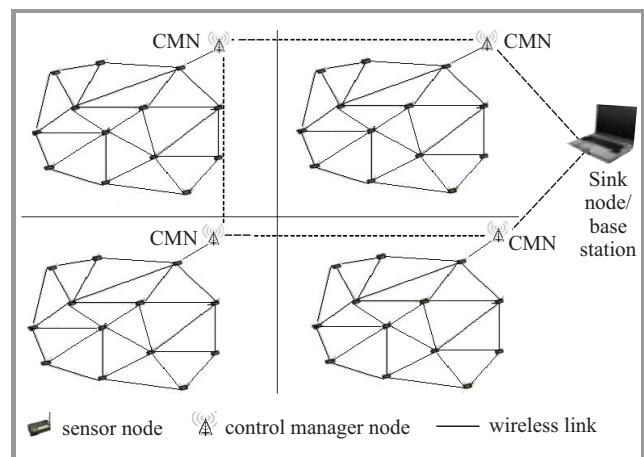 CMN
CMN
Sink
node/
base
station
CMN
CMN
sensor node
control manager node
wireless link